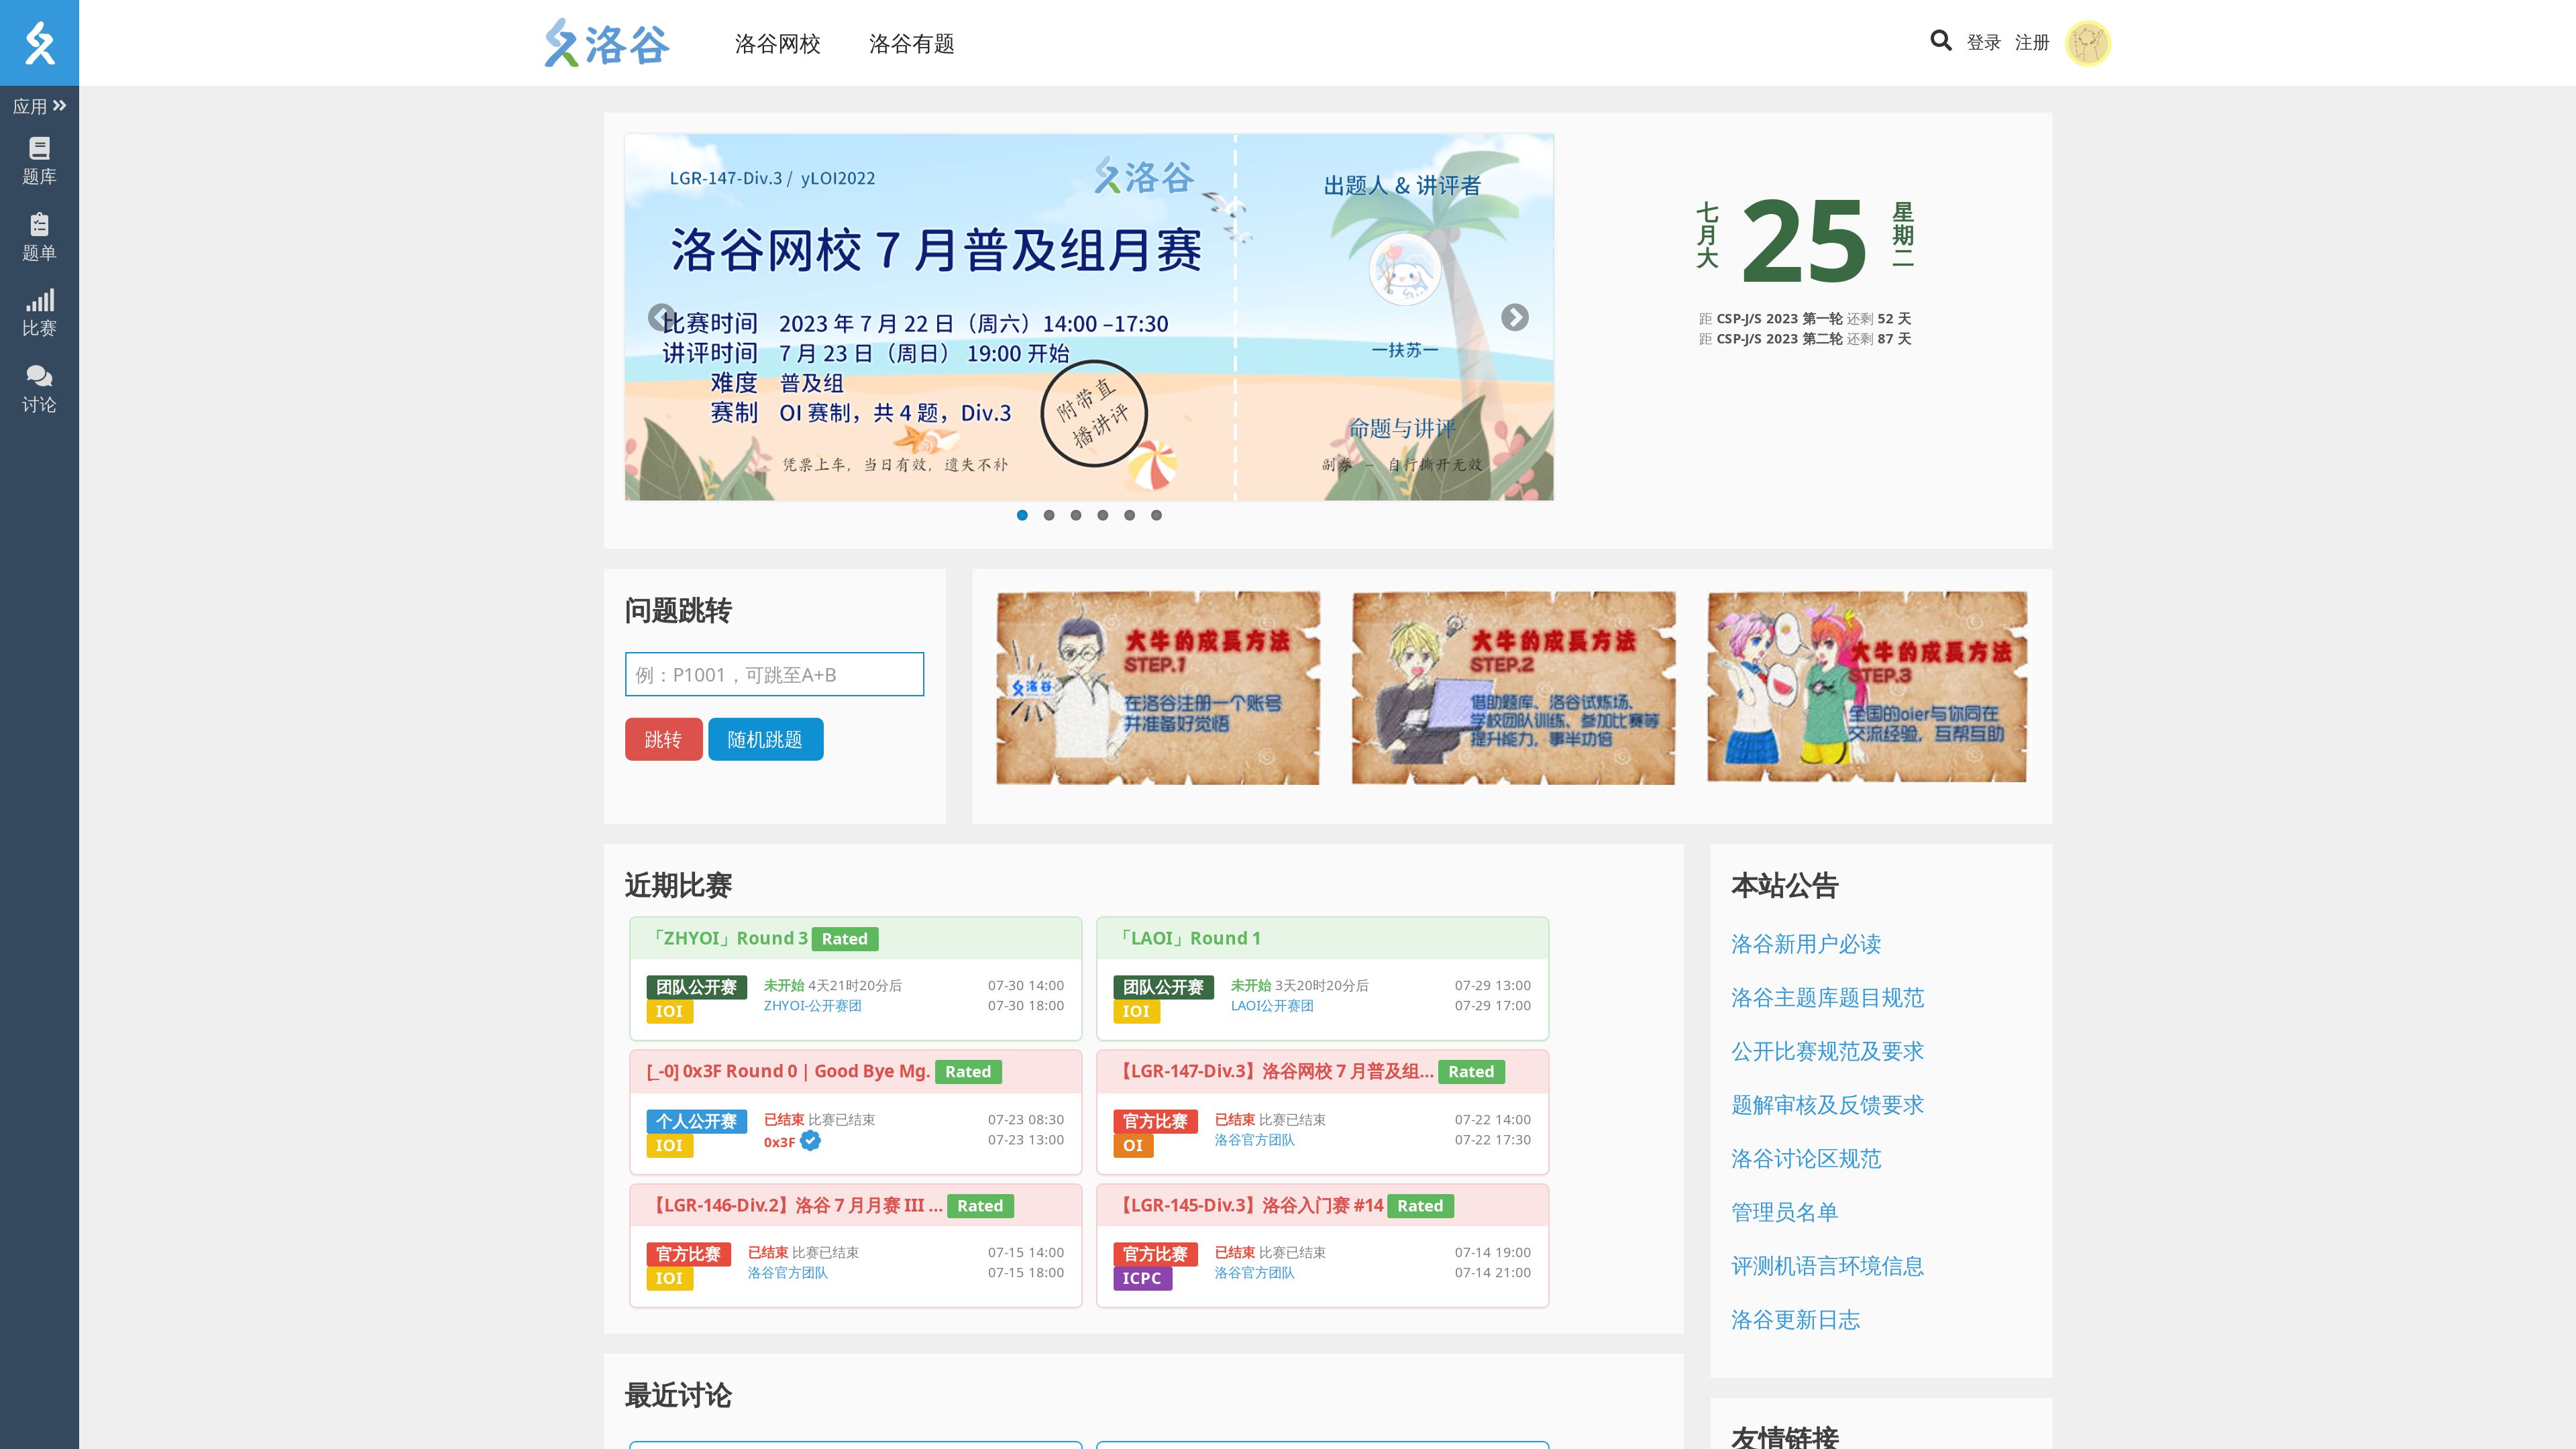 洛谷
洛谷网校
洛谷有题
登录
注册
应用
题库
题单
比赛
讨论
LGR-147-Div.3 / yLOI2022
洛谷
洛谷网校 7 月普及组月赛
比赛时间 2023 年 7 月 22 日（周六）14:00 –17:30
讲评时间 7 月 23 日（周日） 19:00 开始
难度 普及组
赛制 OI 赛制，共 4 题，Div.3
附带直
播讲评
凭票上车，当日有效，遗失不补
出题人 & 讲评者
一扶苏一
命题与讲评
副券 － 自行撕开无效
七月大
25
星期二
距 CSP-J/S 2023 第一轮 还剩 52 天
距 CSP-J/S 2023 第二轮 还剩 87 天
问题跳转
例：P1001，可跳至A+B
跳转
随机跳题
洛谷
大牛的成長方法
STEP.1
在洛谷注册一个账号
并准备好觉悟
大牛的成長方法
STEP.2
借助题库、洛谷试炼场、
学校团队训练、参加比赛等
提升能力，事半功倍
大牛的成長方法
STEP.3
全国的oier与你同在
交流经验，互帮互助
近期比赛
「ZHYOI」Round 3 Rated
团队公开赛
IOI
未开始 4天21时20分后
ZHYOI-公开赛团
07-30 14:00
07-30 18:00
「LAOI」Round 1
团队公开赛
IOI
未开始 3天20时20分后
LAOI公开赛团
07-29 13:00
07-29 17:00
[_-0] 0x3F Round 0 | Good Bye Mg. Rated
个人公开赛
IOI
已结束 比赛已结束
0x3F
07-23 08:30
07-23 13:00
【LGR-147-Div.3】洛谷网校 7 月普及组... Rated
官方比赛
OI
已结束 比赛已结束
洛谷官方团队
07-22 14:00
07-22 17:30
【LGR-146-Div.2】洛谷 7 月月赛 III ... Rated
官方比赛
IOI
已结束 比赛已结束
洛谷官方团队
07-15 14:00
07-15 18:00
【LGR-145-Div.3】洛谷入门赛 #14 Rated
官方比赛
ICPC
已结束 比赛已结束
洛谷官方团队
07-14 19:00
07-14 21:00
本站公告
洛谷新用户必读
洛谷主题库题目规范
公开比赛规范及要求
题解审核及反馈要求
洛谷讨论区规范
管理员名单
评测机语言环境信息
洛谷更新日志
最近讨论
友情链接